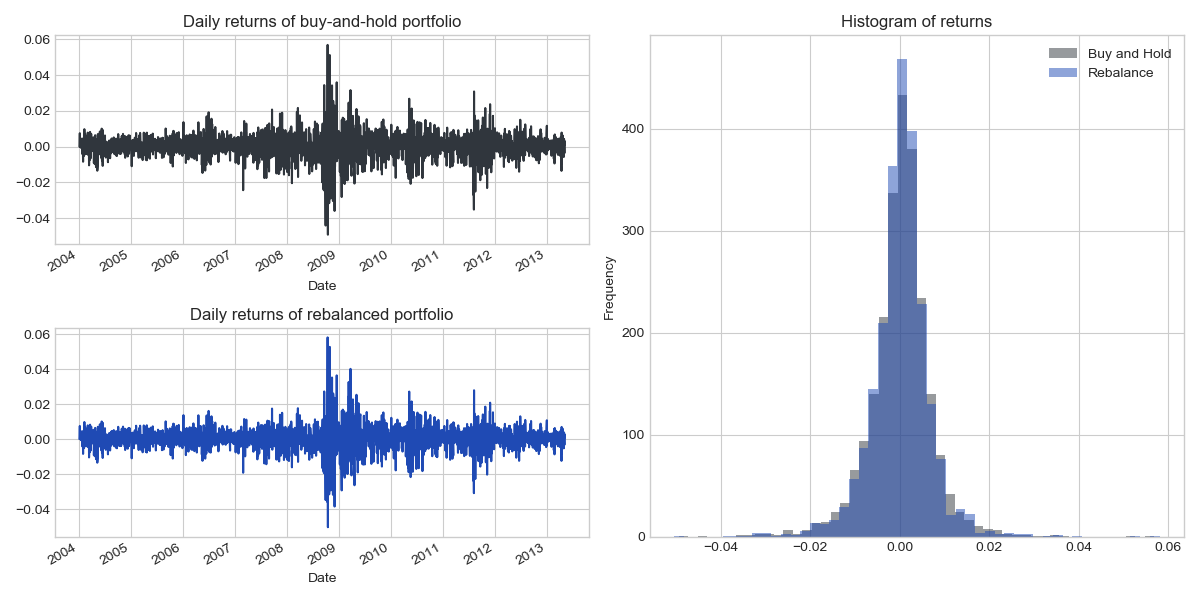 Daily returns of buy-and-hold portfolio
0.06
0.04
0.02
0.00
−0.02
−0.04
2004 2005 2006 2007 2008 2009 2010 2011 2012 2013
Date
Daily returns of rebalanced portfolio
0.06
0.04
0.02
0.00
−0.02
−0.04
2004 2005 2006 2007 2008 2009 2010 2011 2012 2013
Date
Histogram of returns
Buy and Hold
Rebalance
Frequency
400
300
200
100
0
−0.04 −0.02 0.00 0.02 0.04 0.06